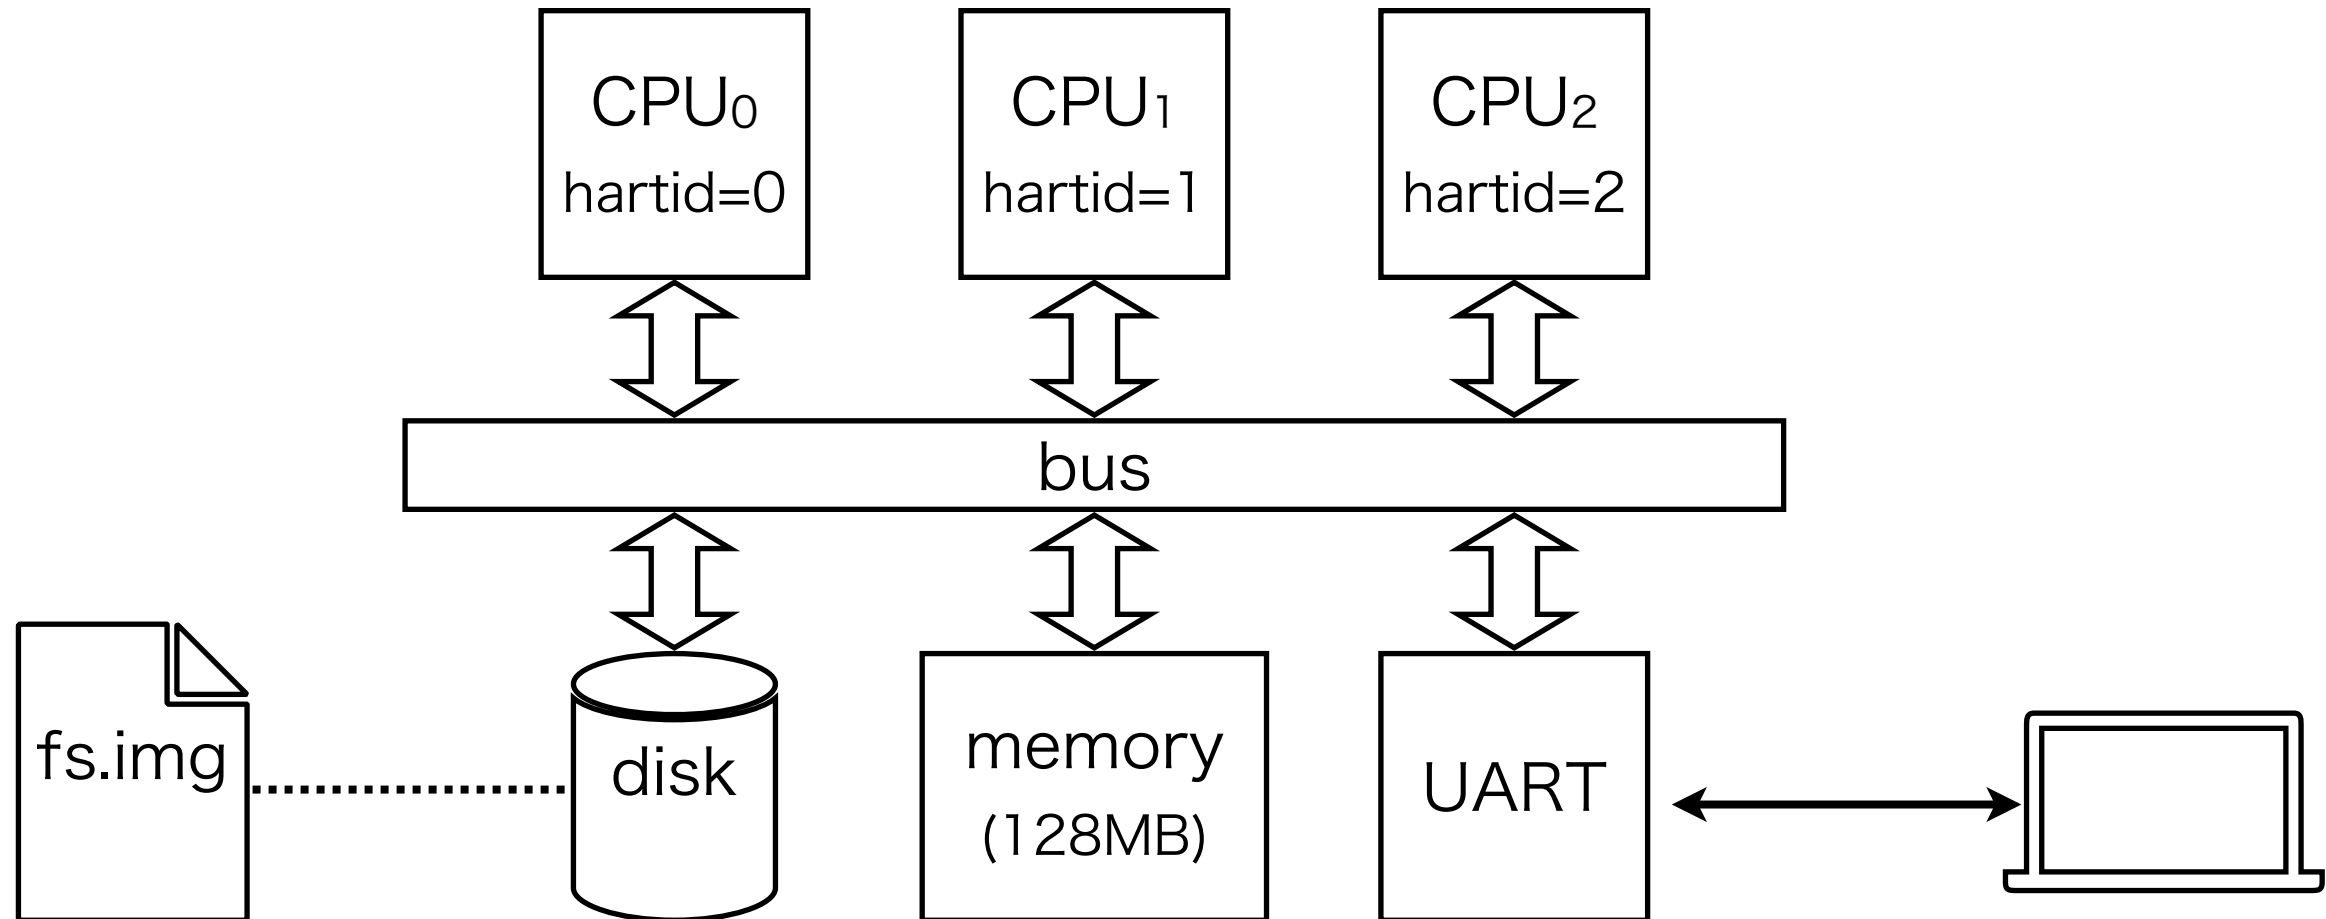 CPU₀
hartid=0
CPU₁
hartid=1
CPU₂
hartid=2
bus
fs.img
disk
memory
(128MB)
UART